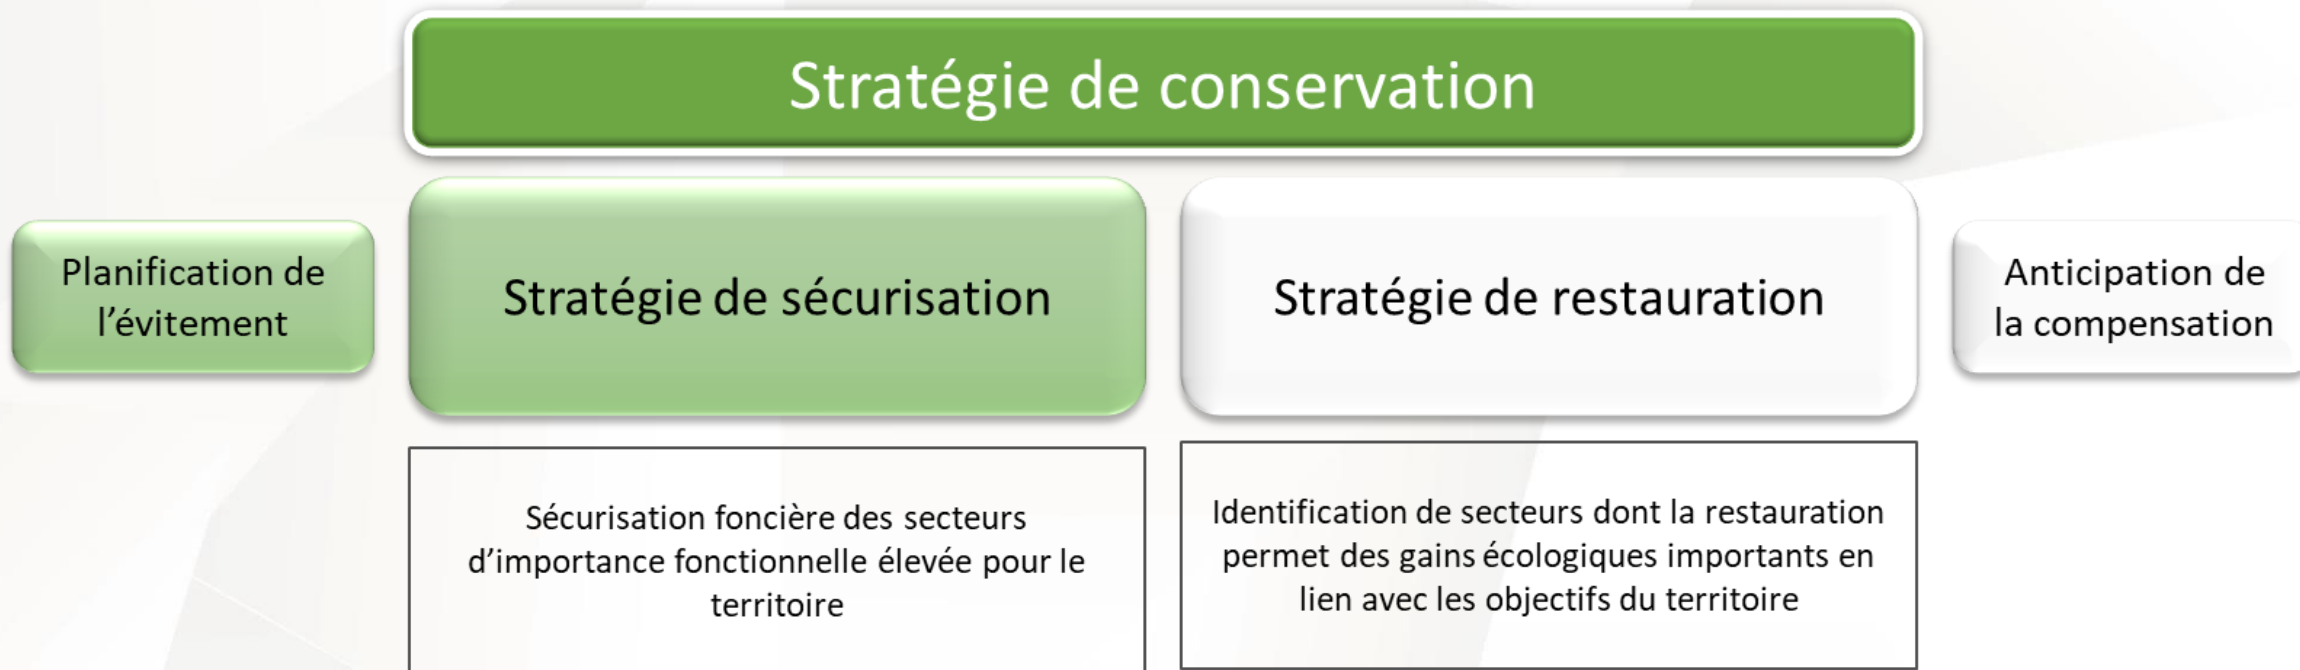 Stratégie de conservation
Planification de
l’évitement
Stratégie de sécurisation
Stratégie de restauration
Anticipation de
la compensation
Sécurisation foncière des secteurs
d’importance fonctionnelle élevée pour le
territoire
Identification de secteurs dont la restauration
permet des gains écologiques importants en
lien avec les objectifs du territoire